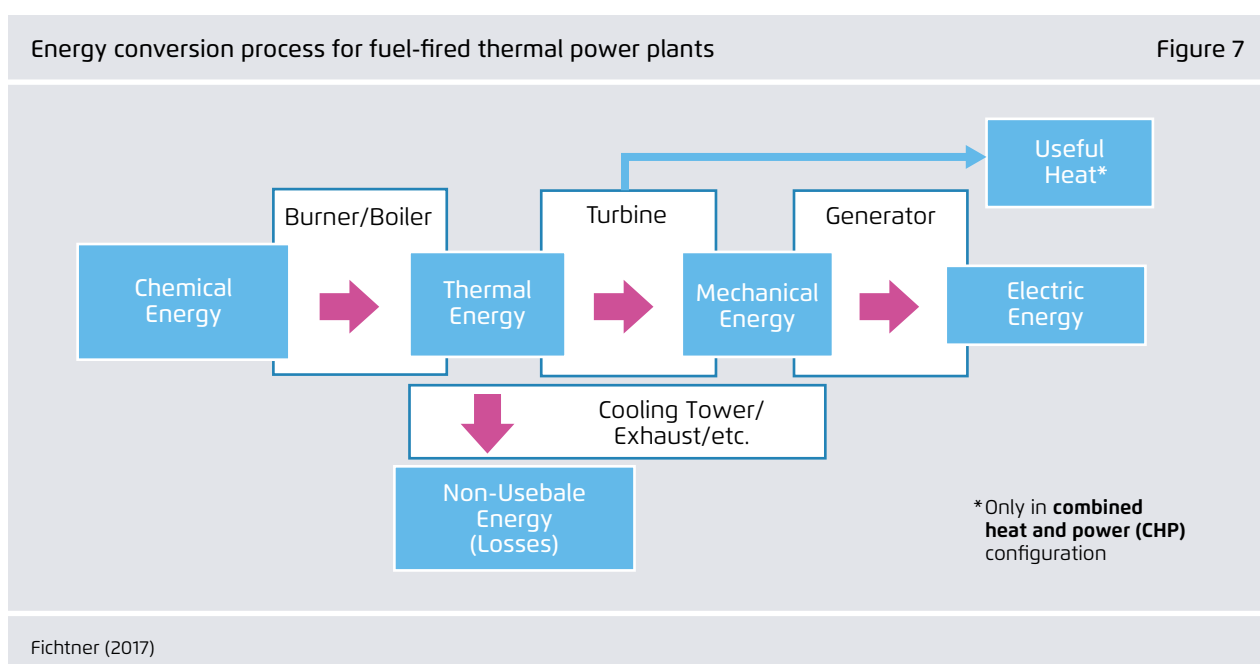 Energy conversion process for fuel-fired thermal power plants
Figure 7
Useful
Heat*
Burner/Boiler
Turbine
Generator
Chemical
Energy
Thermal
Energy
Mechanical
Energy
Electric
Energy
Cooling Tower/
Exhaust/etc.
Non-Usebale
Energy
(Losses)
*Only in combined
heat and power (CHP)
configuration
Fichtner (2017)